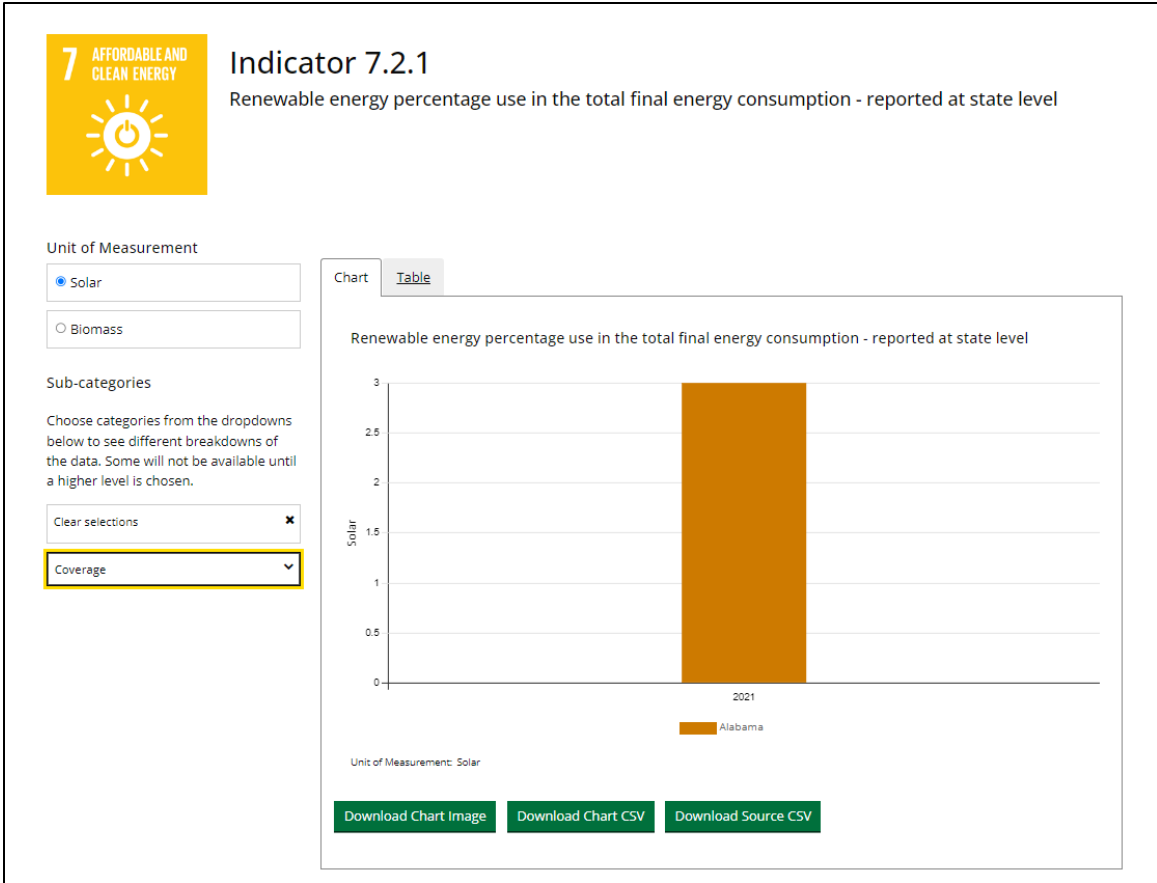 7 AFFORDABLE AND
CLEAN ENERGY
Indicator 7.2.1
Renewable energy percentage use in the total final energy consumption - reported at state level
Unit of Measurement
Solar
Biomass
Sub-categories
Choose categories from the dropdowns
below to see different breakdowns of
the data. Some will not be available until
a higher level is chosen.
Clear selections ×
Coverage
Chart Table
Renewable energy percentage use in the total final energy consumption - reported at state level
Solar
3
2.5
2
1.5
1
0.5
0
2021
Alabama
Unit of Measurement: Solar
Download Chart Image Download Chart CSV Download Source CSV